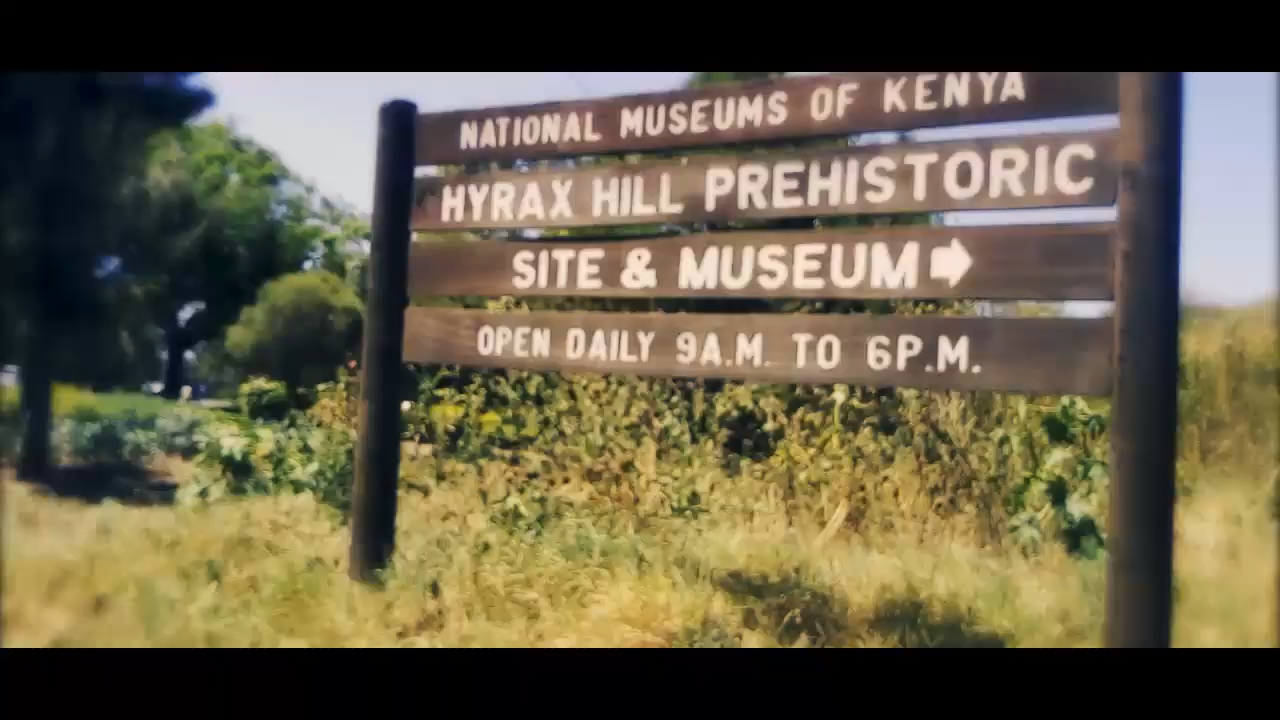 NATIONAL MUSEUMS OF KENYA
HYRAX HILL PREHISTORIC
SITE & MUSEUM➡
OPEN DAILY 9A.M. TO 6P.M.